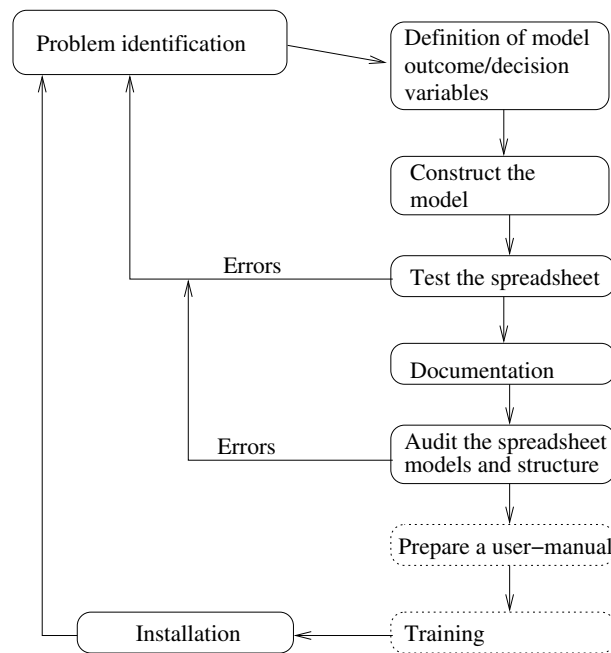 Problem identification
Definition of model
outcome/decision
variables
Construct the
model
Errors
Test the spreadsheet
Documentation
Errors
Audit the spreadsheet
models and structure
Prepare a user−manual
Training
Installation